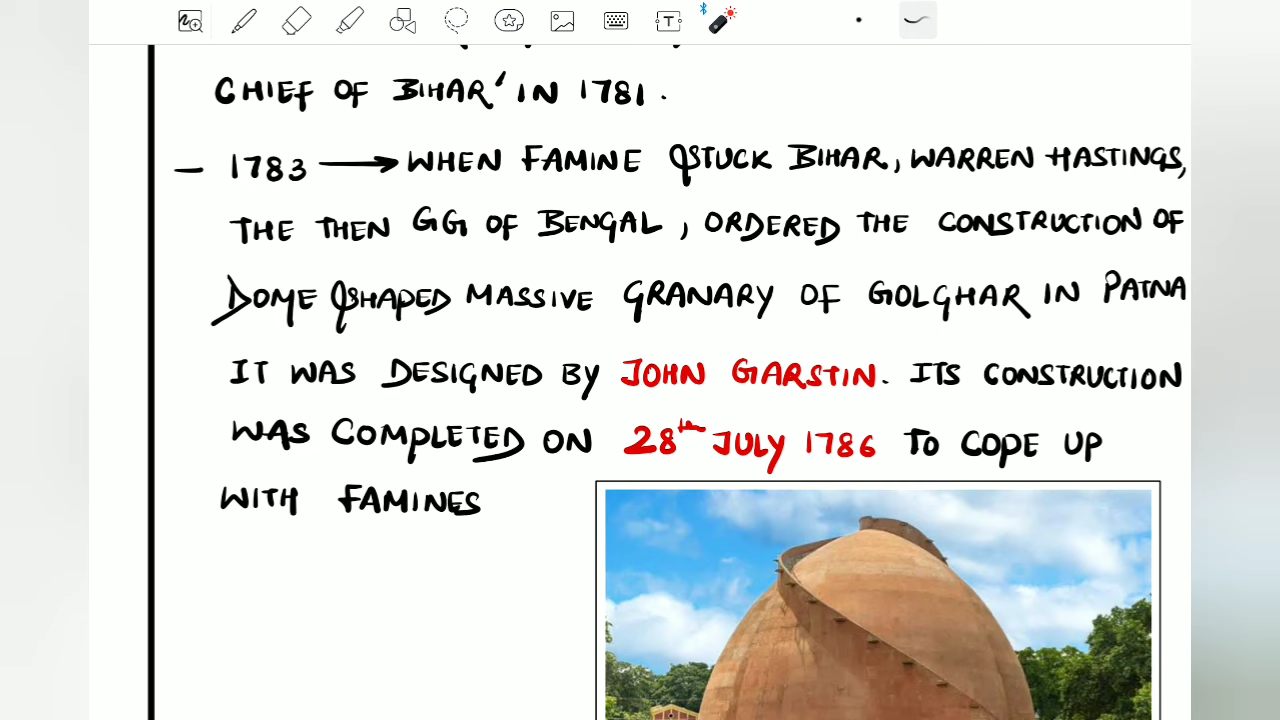 CHIEF OF BIHAR' IN 1781.
- 1783 → WHEN FAMINE STUCK BIHAR, WARREN HASTINGS,
THE THEN GG OF BENGAL, ORDERED THE CONSTRUCTION OF
DOME SHAPED MASSIVE GRANARY OF GOLGHAR IN PATNA
IT WAS DESIGNED BY JOHN GARSTIN. ITS CONSTRUCTION
WAS COMPLETED ON 28th JULY 1786 TO COPE UP
WITH FAMINES